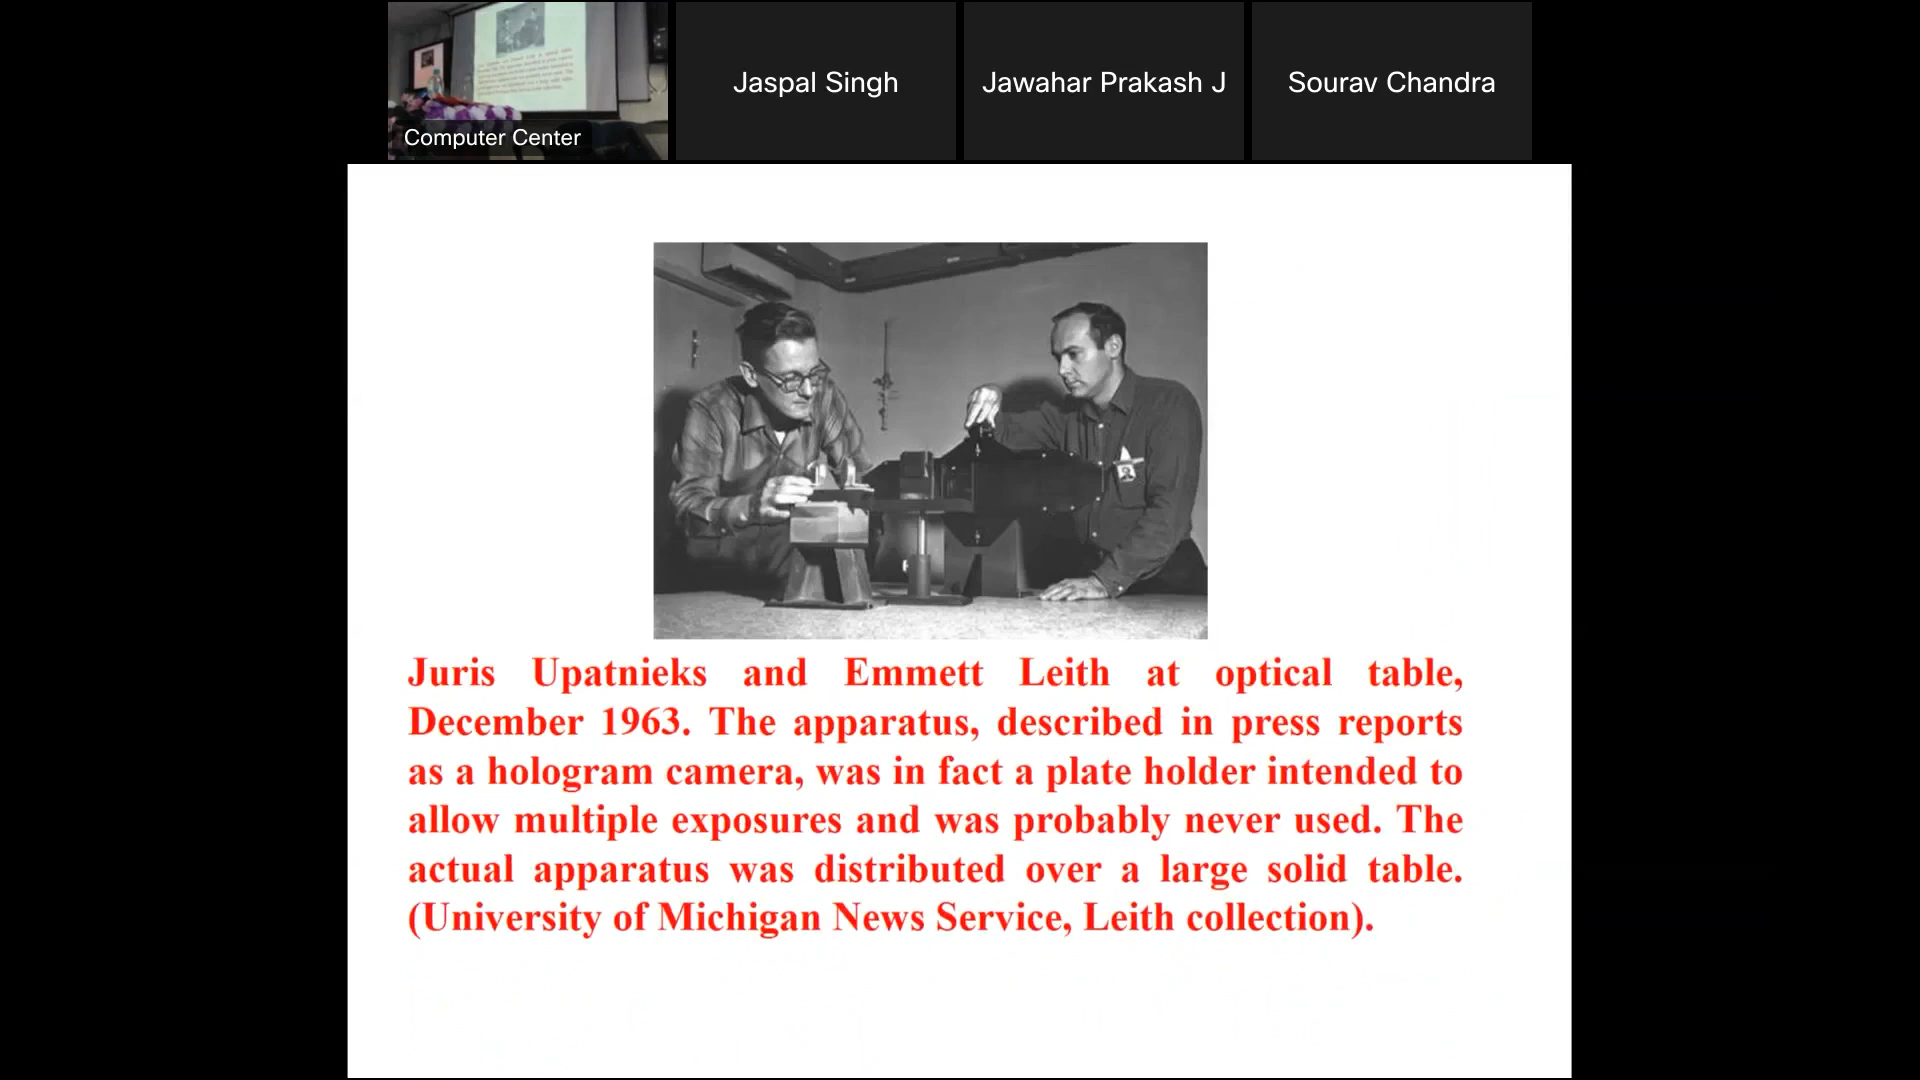 Computer Center
Jaspal Singh
Jawahar Prakash J
Sourav Chandra
Juris Upatnieks and Emmett Leith at optical table,
December 1963. The apparatus, described in press reports
as a hologram camera, was in fact a plate holder intended to
allow multiple exposures and was probably never used. The
actual apparatus was distributed over a large solid table.
(University of Michigan News Service, Leith collection).